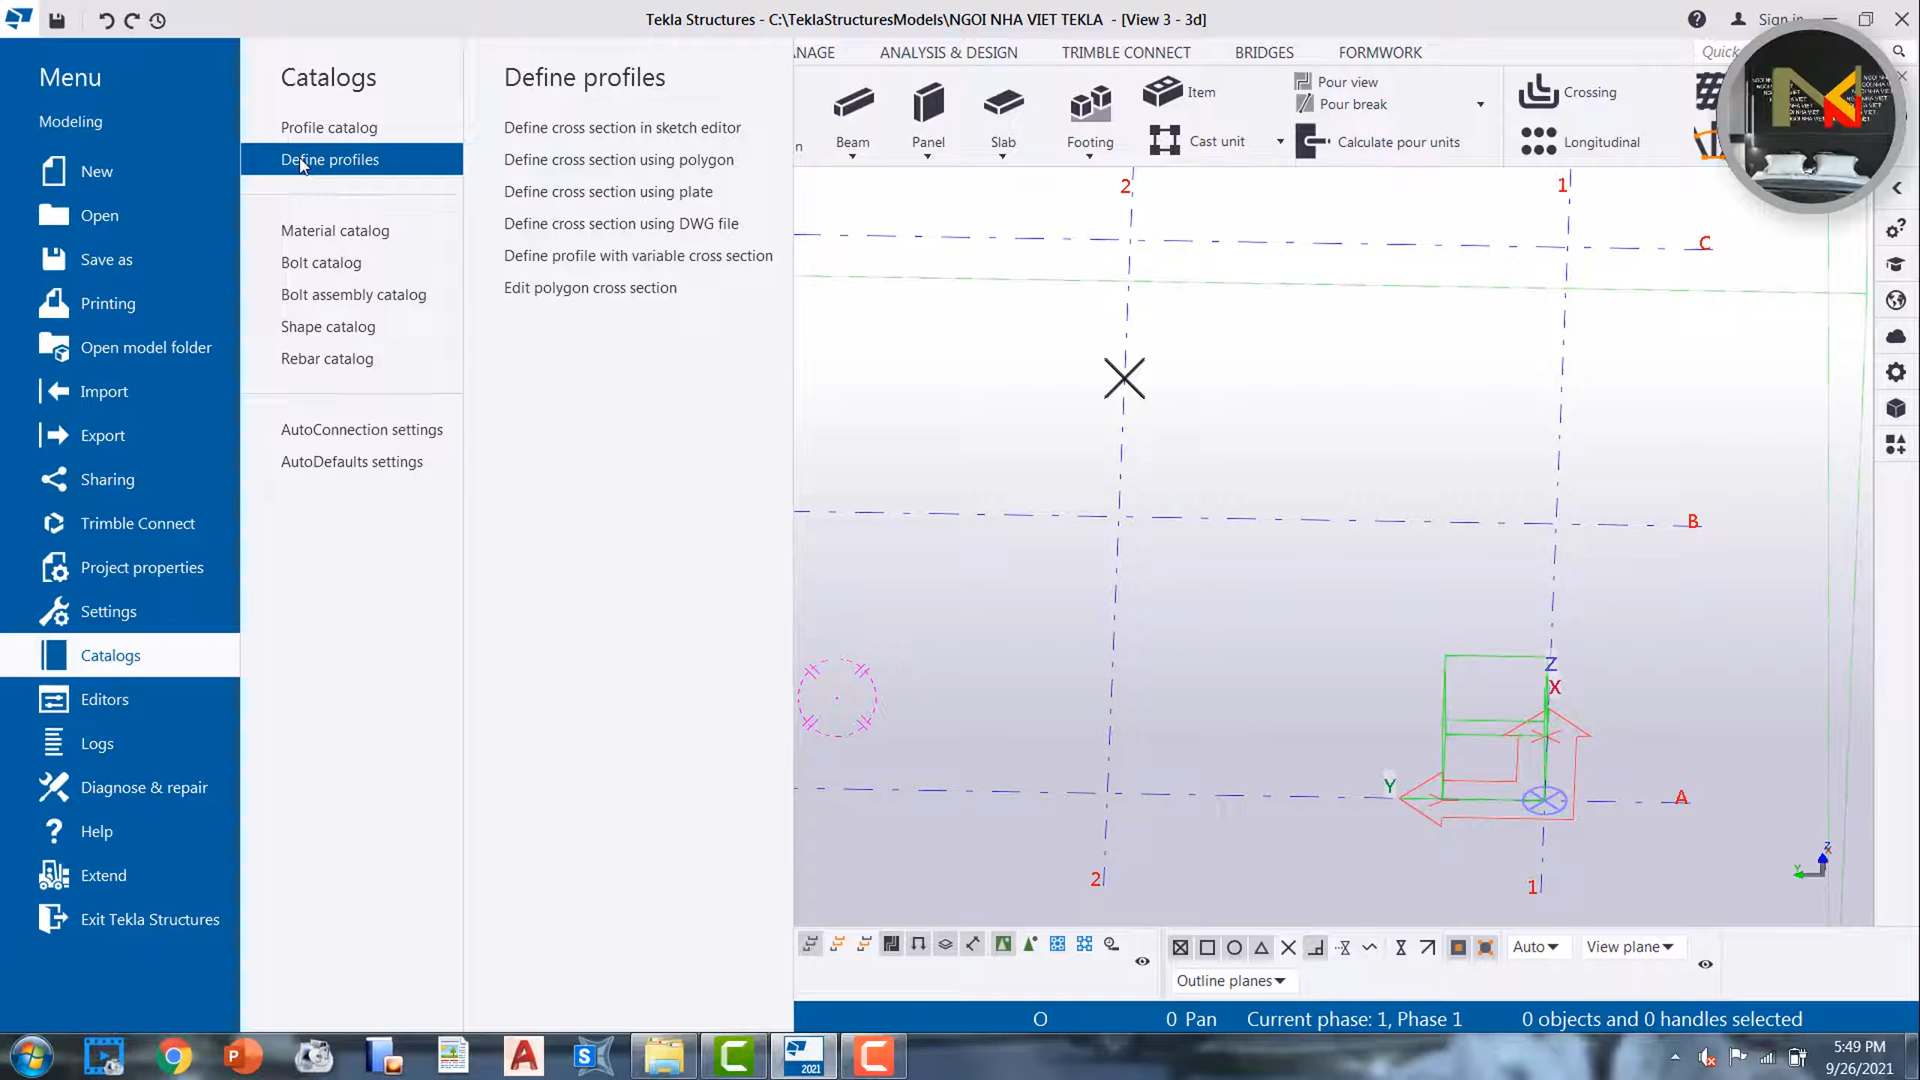 Tekla Structures - C:\TeklaStructuresModels\NGOI NHA VIET TEKLA - [View 3 - 3d]
Sign in
Menu
Modeling
New
Open
Save as
Printing
Open model folder
Import
Export
Sharing
Trimble Connect
Project properties
Settings
Catalogs
Editors
Logs
Diagnose & repair
Help
Extend
Exit Tekla Structures
Catalogs
Profile catalog
Define profiles
Material catalog
Bolt catalog
Bolt assembly catalog
Shape catalog
Rebar catalog
AutoConnection settings
AutoDefaults settings
Define profiles
Define cross section in sketch editor
Define cross section using polygon
Define cross section using plate
Define cross section using DWG file
Define profile with variable cross section
Edit polygon cross section
ANAGE
ANALYSIS & DESIGN
TRIMBLE CONNECT
BRIDGES
FORMWORK
Quick
n
Beam
Panel
Slab
Footing
Item
Cast unit
Pour view
Pour break
Calculate pour units
Crossing
Longitudinal
2
1
C
B
Z
X
Y
A
2
1
Z
Y
Auto
View plane
Outline planes
O
0 Pan
Current phase: 1, Phase 1
0 objects and 0 handles selected
2021
5:49 PM
9/26/2021